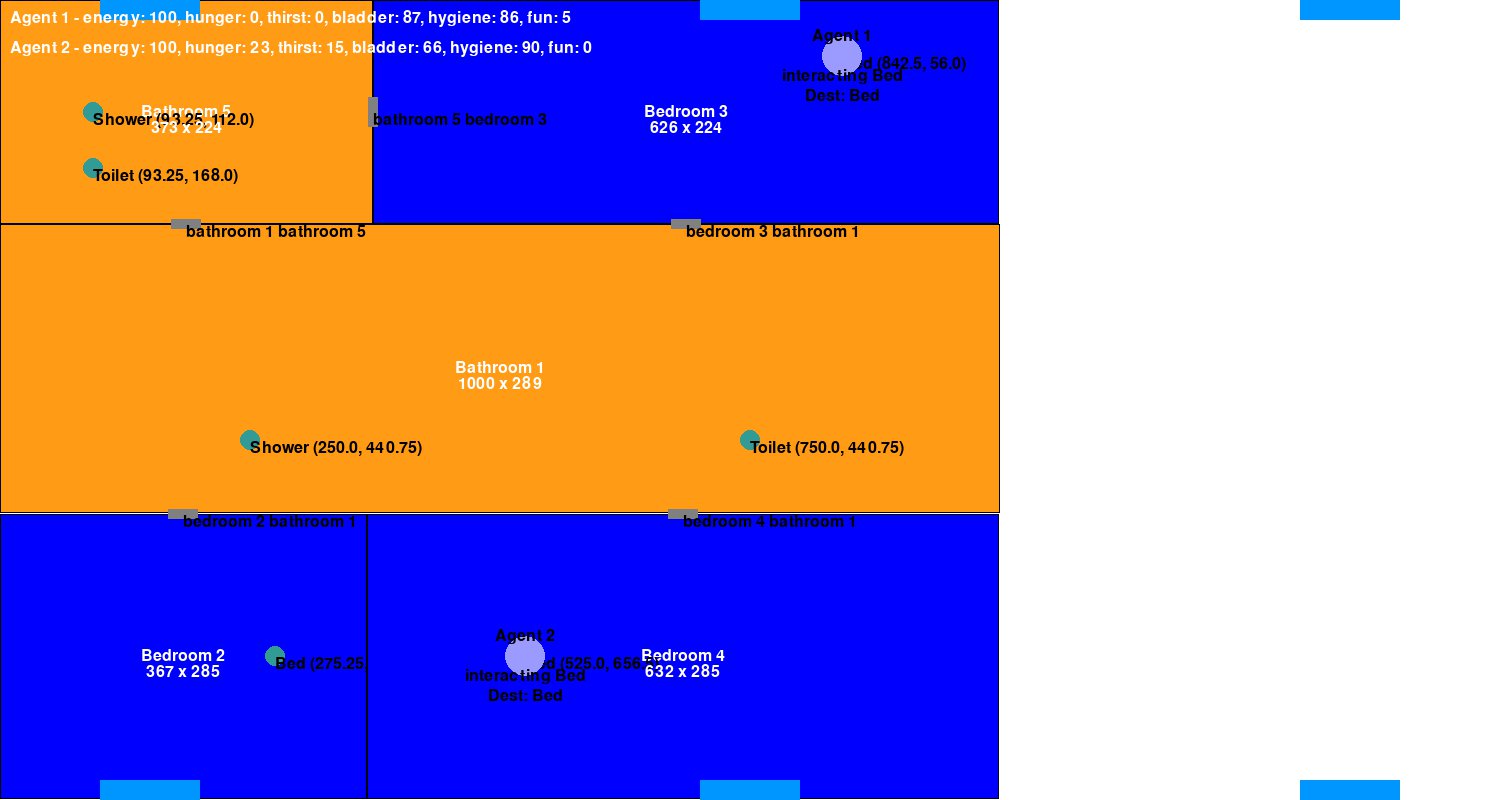 Agent 1 - energy: 100, hunger: 0, thirst: 0, bladder: 87, hygiene: 86, fun: 5
Agent 2 - energy: 100, hunger: 23, thirst: 15, bladder: 66, hygiene: 90, fun: 0
Agent 1
(842.5, 56.0)
interacting Bed
Dest: Bed
Bathroom 5
373 x 224
Shower (93.25, 112.0)
bathroom 5 bedroom 3
Bedroom 3
626 x 224
Toilet (93.25, 168.0)
bathroom 1 bathroom 5
bedroom 3 bathroom 1
Bathroom 1
1000 x 289
Shower (250.0, 440.75)
Toilet (750.0, 440.75)
bedroom 2 bathroom 1
bedroom 4 bathroom 1
Bedroom 2
367 x 285
Bed (275.25
Agent 2
(525.0, 656.
interacting Bed
Dest: Bed
Bedroom 4
632 x 285